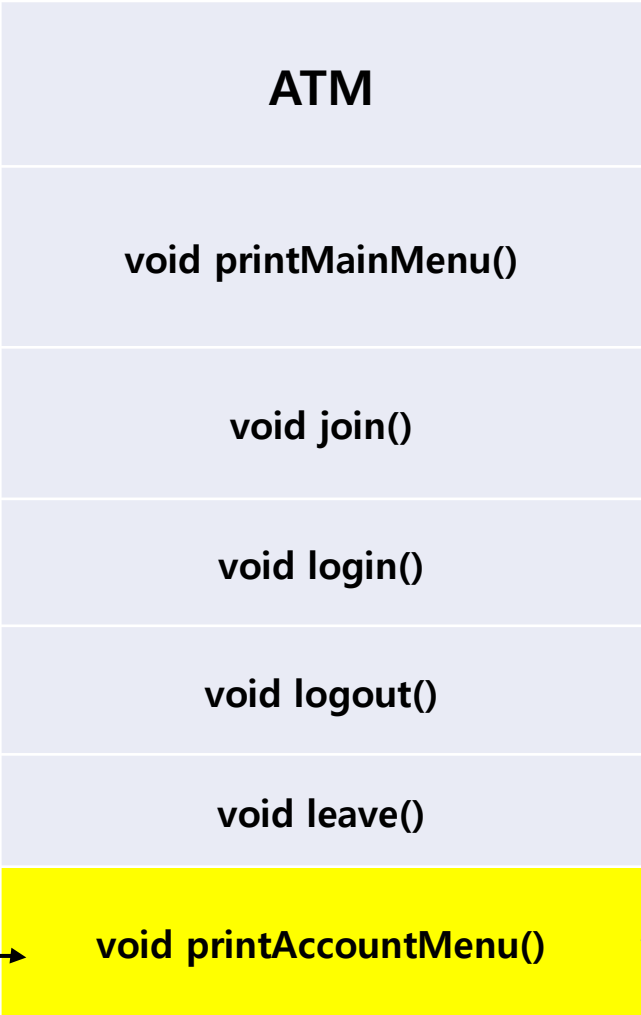 ATM
void printMainMenu()
void join()
void login()
void logout()
void leave()
void printAccountMenu()